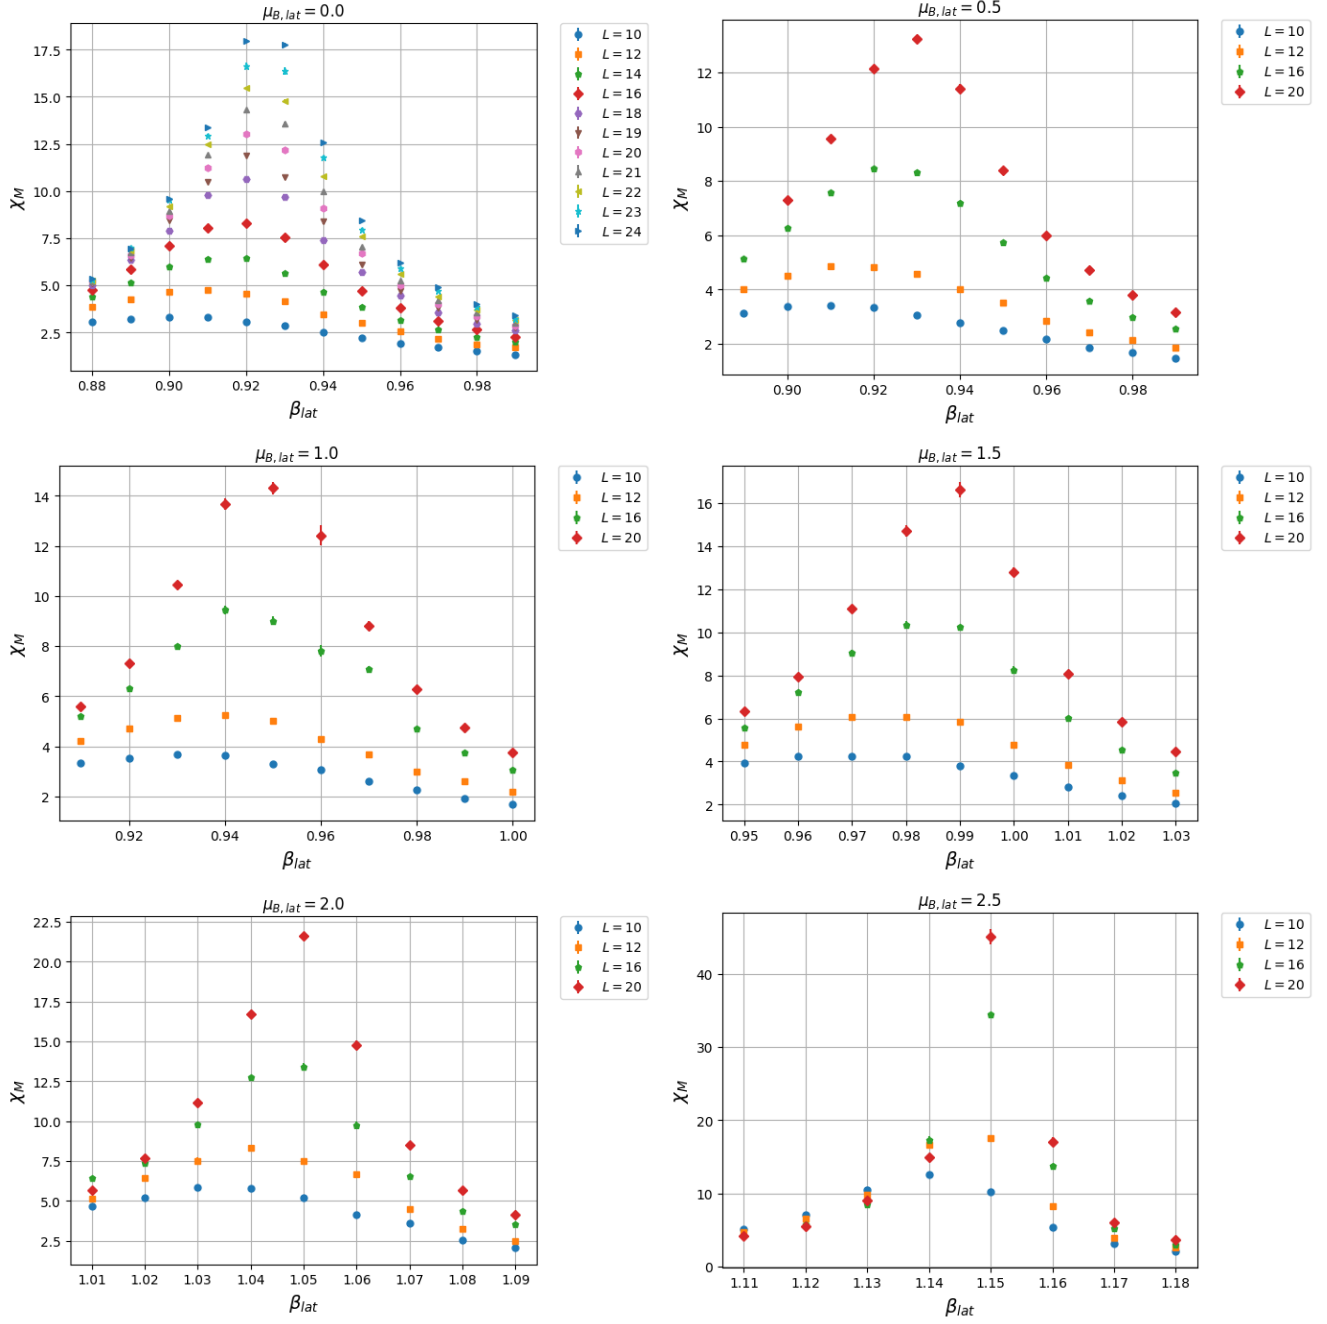 μB,lat = 0.0
χM
17.5
15.0
12.5
10.0
7.5
5.0
2.5
0.88 0.90 0.92 0.94 0.96 0.98
βlat
L = 10
L = 12
L = 14
L = 16
L = 18
L = 19
L = 20
L = 21
L = 22
L = 23
L = 24
μB,lat = 0.5
χM
12
10
8
6
4
2
0.90 0.92 0.94 0.96 0.98
βlat
L = 10
L = 12
L = 16
L = 20
μB,lat = 1.0
χM
14
12
10
8
6
4
2
0.92 0.94 0.96 0.98 1.00
βlat
L = 10
L = 12
L = 16
L = 20
μB,lat = 1.5
χM
16
14
12
10
8
6
4
2
0.95 0.96 0.97 0.98 0.99 1.00 1.01 1.02 1.03
βlat
L = 10
L = 12
L = 16
L = 20
μB,lat = 2.0
χM
22.5
20.0
17.5
15.0
12.5
10.0
7.5
5.0
2.5
1.01 1.02 1.03 1.04 1.05 1.06 1.07 1.08 1.09
βlat
L = 10
L = 12
L = 16
L = 20
μB,lat = 2.5
χM
40
30
20
10
0
1.11 1.12 1.13 1.14 1.15 1.16 1.17 1.18
βlat
L = 10
L = 12
L = 16
L = 20